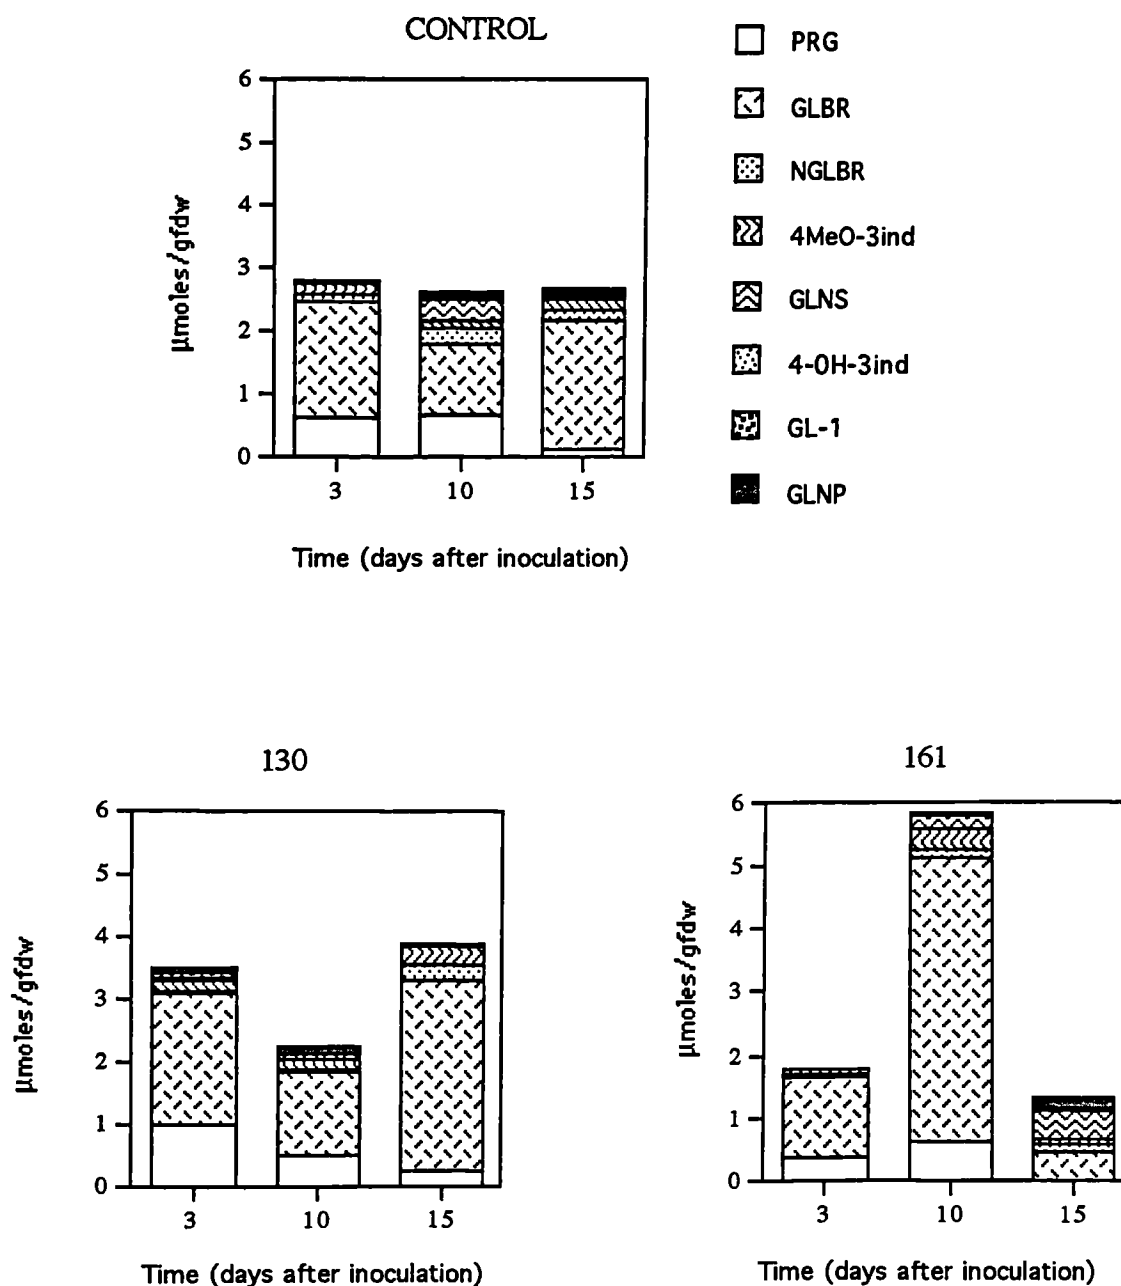 CONTROL
6
5
4
3
2
1
0
μmoles/gfdw
3 10 15
Time (days after inoculation)
PRG
GLBR
NGLBR
4MeO-3ind
GLNS
4-OH-3ind
GL-1
GLNP
130
6
5
4
3
2
1
0
μmoles/gfdw
3 10 15
Time (days after inoculation)
161
6
5
4
3
2
1
0
μmoles/gfdw
3 10 15
Time (days after inoculation)